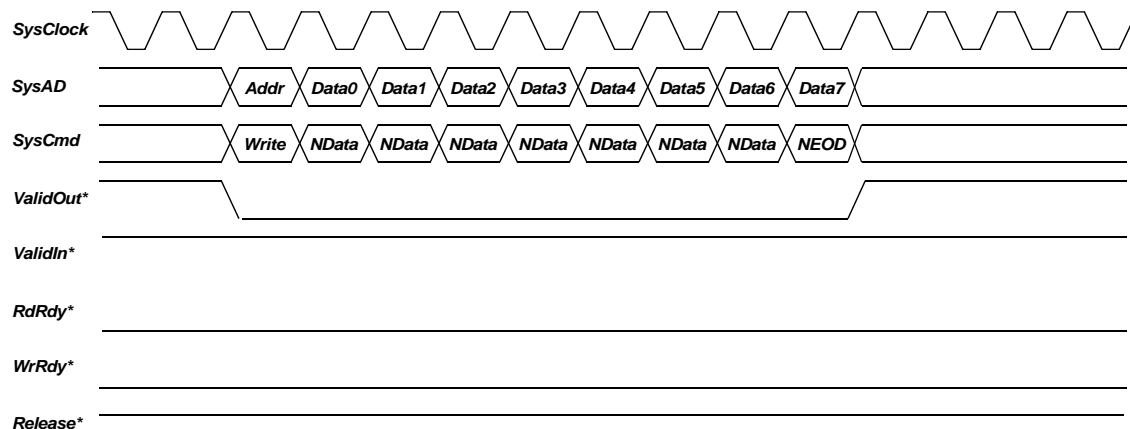 SysClock
SysAD Addr Data0 Data1 Data2 Data3 Data4 Data5 Data6 Data7
SysCmd Write NData NData NData NData NData NData NData NEOD
ValidOut*
ValidIn*
RdRdy*
WrRdy*
Release*